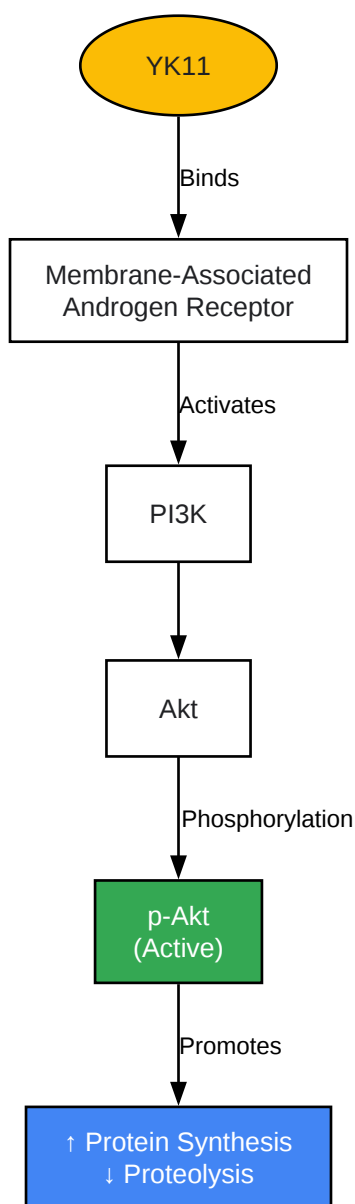 YK11
Binds
Membrane-Associated
Androgen Receptor
Activates
PI3K
Akt
Phosphorylation
p-Akt
(Active)
Promotes
↑ Protein Synthesis
↓ Proteolysis